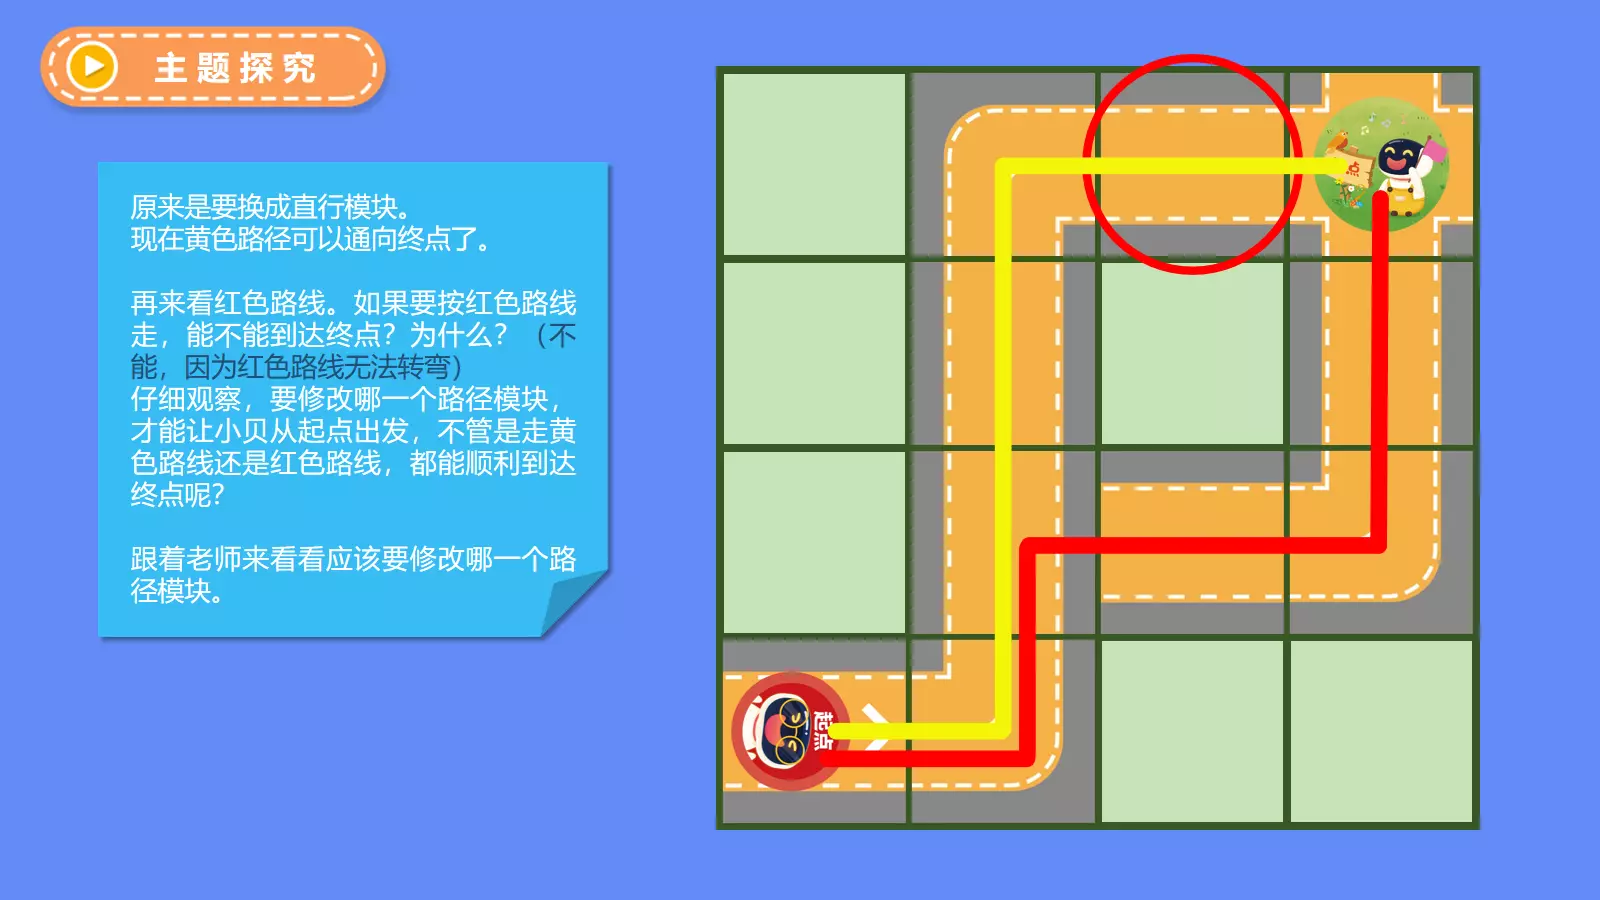 主题探究
原来是要换成直行模块。
现在黄色路径可以通向终点了。
再来看红色路线。如果要按红色路线
走，能不能到达终点？为什么？（不
能，因为红色路线无法转弯）
仔细观察，要修改哪一个路径模块，
才能让小贝从起点出发，不管是走黄
色路线还是红色路线，都能顺利到达
终点呢？
跟着老师来看看应该要修改哪一个路
径模块。
点
起点